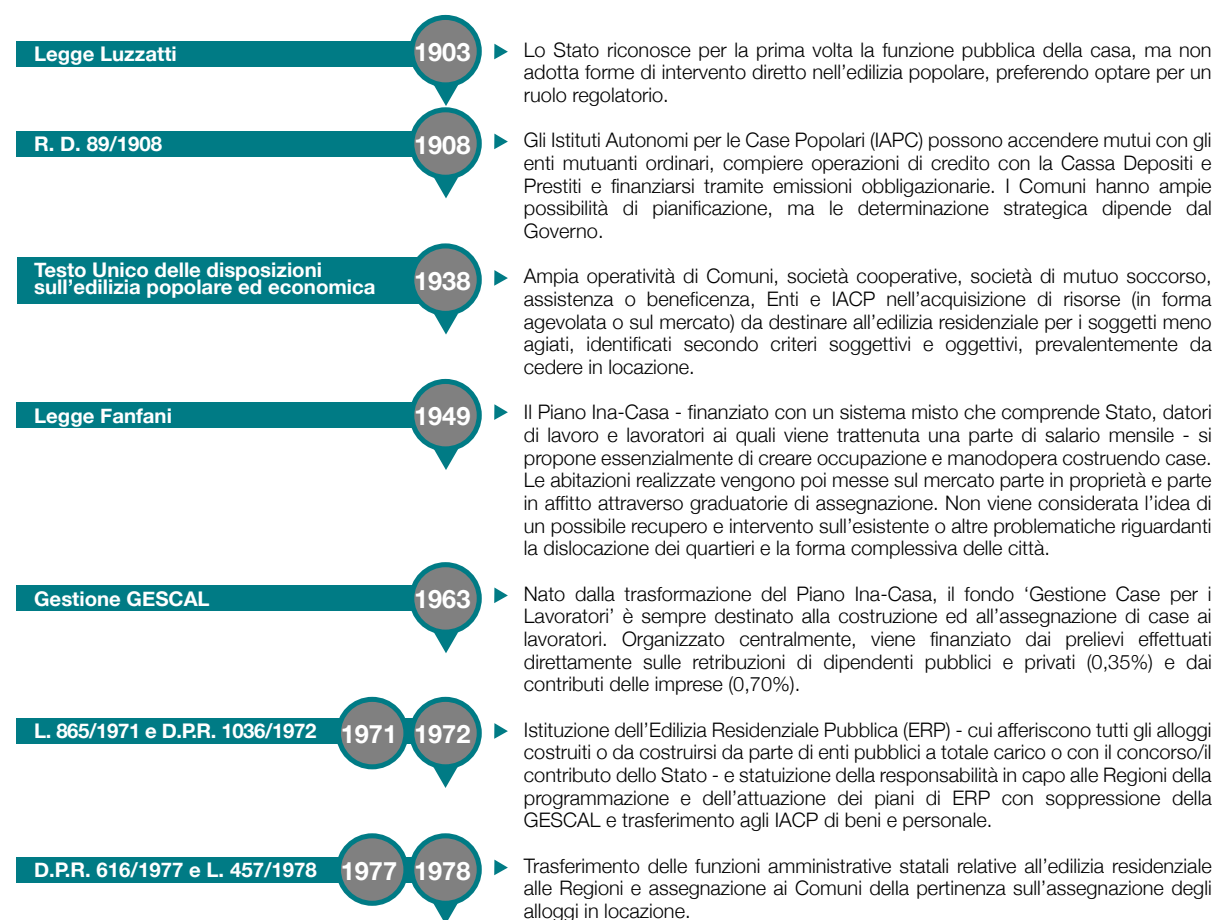 Legge Luzzatti
1903
Lo Stato riconosce per la prima volta la funzione pubblica della casa, ma non
adotta forme di intervento diretto nell'edilizia popolare, preferendo optare per un
ruolo regolatorio.
R. D. 89/1908
1908
Gli Istituti Autonomi per le Case Popolari (IAPC) possono accendere mutui con gli
enti mutuanti ordinari, compiere operazioni di credito con la Cassa Depositi e
Prestiti e finanziarsi tramite emissioni obbligazionarie. I Comuni hanno ampie
possibilità di pianificazione, ma le determinazione strategica dipende dal
Governo.
Testo Unico delle disposizioni
sull'edilizia popolare ed economica
1938
Ampia operatività di Comuni, società cooperative, società di mutuo soccorso,
assistenza o beneficenza, Enti e IACP nell'acquisizione di risorse (in forma
agevolata o sul mercato) da destinare all'edilizia residenziale per i soggetti meno
agiati, identificati secondo criteri soggettivi e oggettivi, prevalentemente da
cedere in locazione.
Legge Fanfani
1949
Il Piano Ina-Casa - finanziato con un sistema misto che comprende Stato, datori
di lavoro e lavoratori ai quali viene trattenuta una parte di salario mensile - si
propone essenzialmente di creare occupazione e manodopera costruendo case.
Le abitazioni realizzate vengono poi messe sul mercato parte in proprietà e parte
in affitto attraverso graduatorie di assegnazione. Non viene considerata l'idea di
un possibile recupero e intervento sull'esistente o altre problematiche riguardanti
la dislocazione dei quartieri e la forma complessiva delle città.
Gestione GESCAL
1963
Nato dalla trasformazione del Piano Ina-Casa, il fondo 'Gestione Case per i
Lavoratori' è sempre destinato alla costruzione ed all'assegnazione di case ai
lavoratori. Organizzato centralmente, viene finanziato dai prelievi effettuati
direttamente sulle retribuzioni di dipendenti pubblici e privati (0,35%) e dai
contributi delle imprese (0,70%).
L. 865/1971 e D.P.R. 1036/1972
1971 1972
Istituzione dell'Edilizia Residenziale Pubblica (ERP) - cui afferiscono tutti gli alloggi
costruiti o da costruirsi da parte di enti pubblici a totale carico o con il concorso/il
contributo dello Stato - e statuizione della responsabilità in capo alle Regioni della
programmazione e dell'attuazione dei piani di ERP con soppressione della
GESCAL e trasferimento agli IACP di beni e personale.
D.P.R. 616/1977 e L. 457/1978
1977 1978
Trasferimento delle funzioni amministrative statali relative all'edilizia residenziale
alle Regioni e assegnazione ai Comuni della pertinenza sull'assegnazione degli
alloggi in locazione.